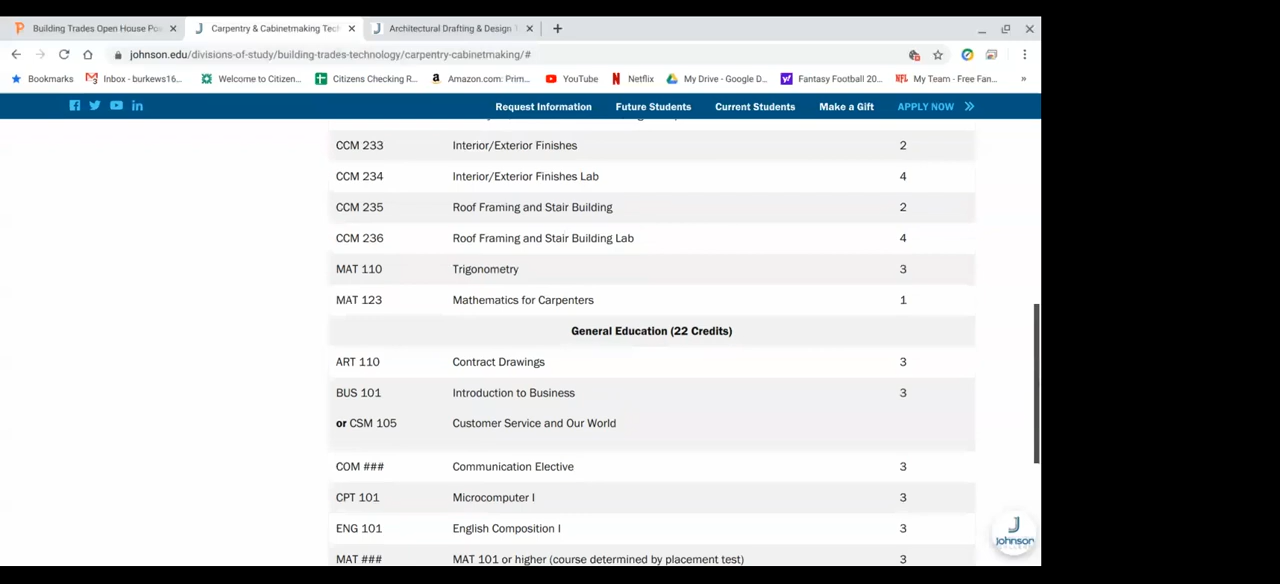 Building Trades Open House Pos
Carpentry & Cabinetmaking Tech
Architectural Drafting & Design T
johnson.edu/divisions-of-study/building-trades-technology/carpentry-cabinetmaking/#
Bookmarks
Inbox - burkews16...
Welcome to Citizen...
Citizens Checking R...
Amazon.com: Prim...
YouTube
Netflix
My Drive - Google D...
Fantasy Football 20...
My Team - Free Fan...
»
Request Information
Future Students
Current Students
Make a Gift
APPLY NOW
CCM 233 Interior/Exterior Finishes 2
CCM 234 Interior/Exterior Finishes Lab 4
CCM 235 Roof Framing and Stair Building 2
CCM 236 Roof Framing and Stair Building Lab 4
MAT 110 Trigonometry 3
MAT 123 Mathematics for Carpenters 1
General Education (22 Credits)
ART 110 Contract Drawings 3
BUS 101 Introduction to Business 3
or CSM 105 Customer Service and Our World
COM ### Communication Elective 3
CPT 101 Microcomputer I 3
ENG 101 English Composition I 3
MAT ### MAT 101 or higher (course determined by placement test) 3
Johnson